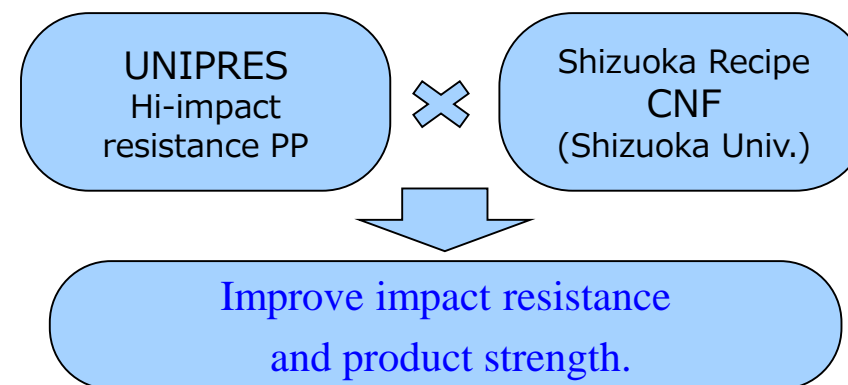 UNIPRES
Hi-impact
resistance PP
Shizuoka Recipe
CNF
(Shizuoka Univ.)
Improve impact resistance
and product strength.